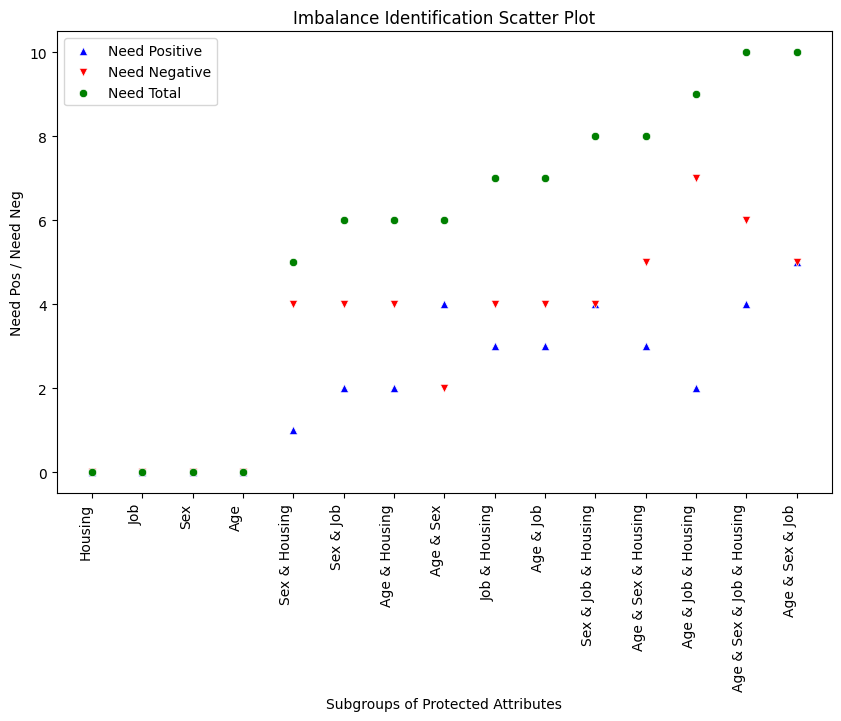 Imbalance Identification Scatter Plot
Need Positive
Need Negative
Need Total
Need Pos / Need Neg
10
8
6
4
2
0
Housing
Job
Sex
Age
Sex & Housing
Sex & Job
Age & Housing
Age & Sex
Job & Housing
Age & Job
Sex & Job & Housing
Age & Sex & Housing
Age & Job & Housing
Age & Sex & Job & Housing
Age & Sex & Job
Subgroups of Protected Attributes